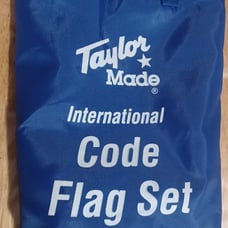 Taylor
Made®
International
Code
Flag Set